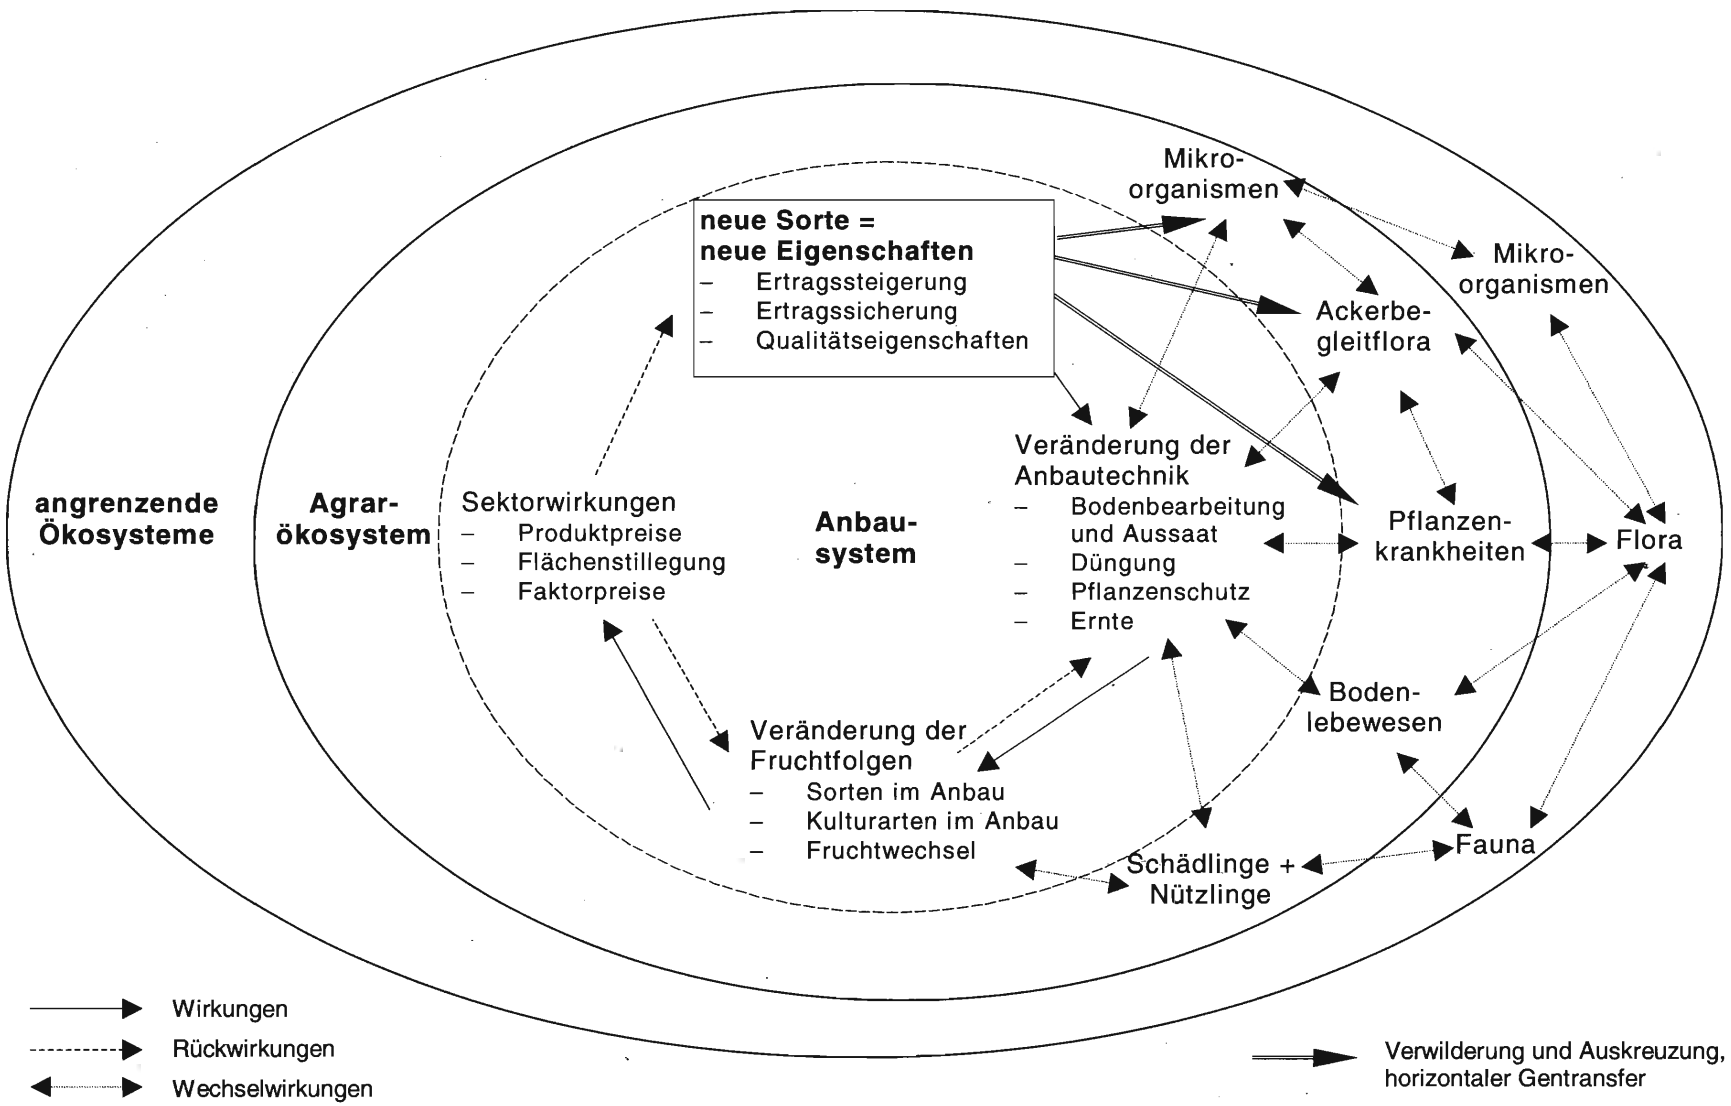 Mikro-
organismen
neue Sorte =
neue Eigenschaften
– Ertragssteigerung
– Ertragssicherung
– Qualitätseigenschaften
Mikro-
organismen
Ackerbe-
gleitflora
angrenzende
Ökosysteme
Agrar-
ökosystem
Sektorwirkungen
– Produktpreise
– Flächenstillegung
– Faktorpreise
Anbau-
system
Veränderung der
Anbautechnik
– Bodenbearbeitung
und Aussaat
– Düngung
– Pflanzenschutz
– Ernte
Pflanzen-
krankheiten
Flora
Boden-
lebewesen
Veränderung der
Fruchtfolgen
– Sorten im Anbau
– Kulturarten im Anbau
– Fruchtwechsel
Schädlinge +
Nützlinge
Fauna
Wirkungen
Rückwirkungen
Wechselwirkungen
Verwilderung und Auskreuzung,
horizontaler Gentransfer